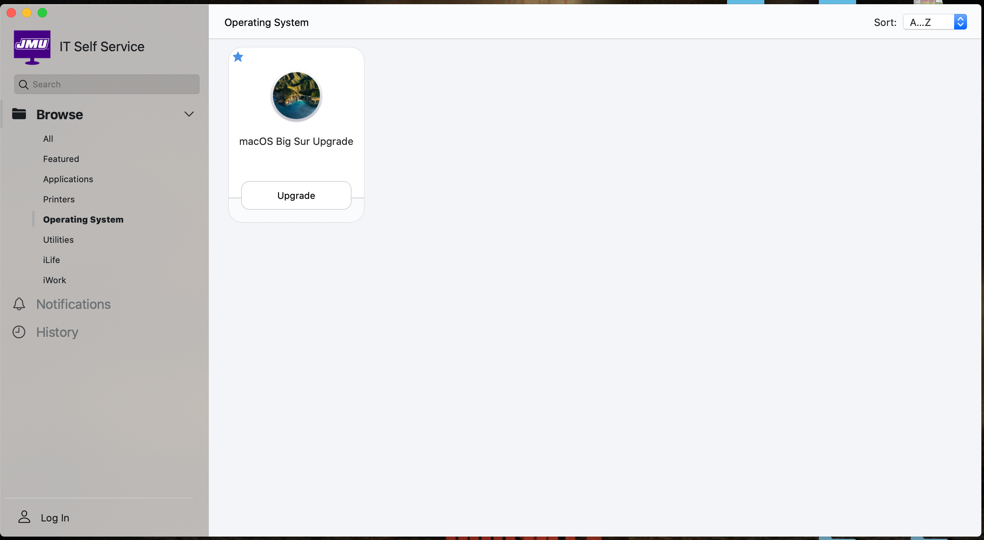 JMU IT Self Service
Search
Browse
All
Featured
Applications
Printers
Operating System
Utilities
iLife
iWork
Notifications
History
Log In
Operating System
Sort: A...Z
macOS Big Sur Upgrade
Upgrade